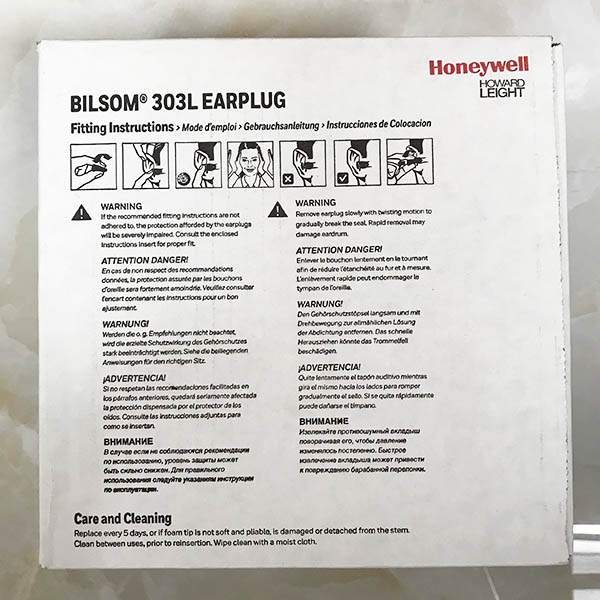 Honeywell
HOWARD
LEIGHT
BILSOM® 303L EARPLUG
Fitting Instructions > Mode d'emploi > Gebrauchsanleitung > Instrucciones de Colocacion
WARNING
If the recommended fitting instructions are not
adhered to, the protection afforded by the earplugs
will be severely impaired. Consult the enclosed
Instructions Insert for proper fit.
ATTENTION DANGER!
En cas de non respect des recommandations
données, la protection assurée par les bouchons
d'oreille sera fortement amoindrie. Veuillez consulter
l'encart contenant les instructions pour un bon
ajustement.
WARNUNG!
Werden die o. g. Empfehlungen nicht beachtet,
wird die erzielte Schutzwirkung des Gehörschutzes
stark beeinträchtigt werden. Siehe die beiliegenden
Anweisungen für den richtigen Sitz.
¡ADVERTENCIA!
Si no respetan las recomendaciones facilitadas en
los párrafos anteriores, quedará seriamente afectada
la protección dispensada por el protector de los
oídos. Consulte las instrucciones adjuntas para
como se insertan.
ВНИМАНИЕ
В случае если не соблюдаются рекомендации
по использованию, уровень защиты может
быть сильно снижен. Для правильного
использования следуйте указаниям инструкции
по эксплуатации.
WARNING
Remove earplug slowly with twisting motion to
gradually break the seal. Rapid removal may
damage eardrum.
ATTENTION DANGER!
Enlever le bouchon lentement en le tournant
afin de réduire l'étanchéité au fur et à mesure.
L'enlèvement rapide peut endommager le
tympan de l'oreille.
WARNUNG!
Den Gehörschutzstöpsel langsam und mit
Drehbewegung zur allmählichen Lösung
der Abdichtung entfernen. Das schnelle
Herausziehen könnte das Trommelfell
beschädigen.
¡ADVERTENCIA!
Quite lentamente el tapón auditivo mientras
gira el mismo hacia los lados para romper
gradualmente el sello. Si se quita rápidamente
puede dañarse el tímpano.
ВНИМАНИЕ
Извлекайте противошумный вкладыш
поворачивая его, чтобы давление
изменялось постепенно. Быстрое
извлечение вкладыша может привести
к повреждению барабанной перепонки.
Care and Cleaning
Replace every 5 days, or if foam tip is not soft and pliable, is damaged or detached from the stem.
Clean between uses, prior to reinsertion. Wipe clean with a moist cloth.